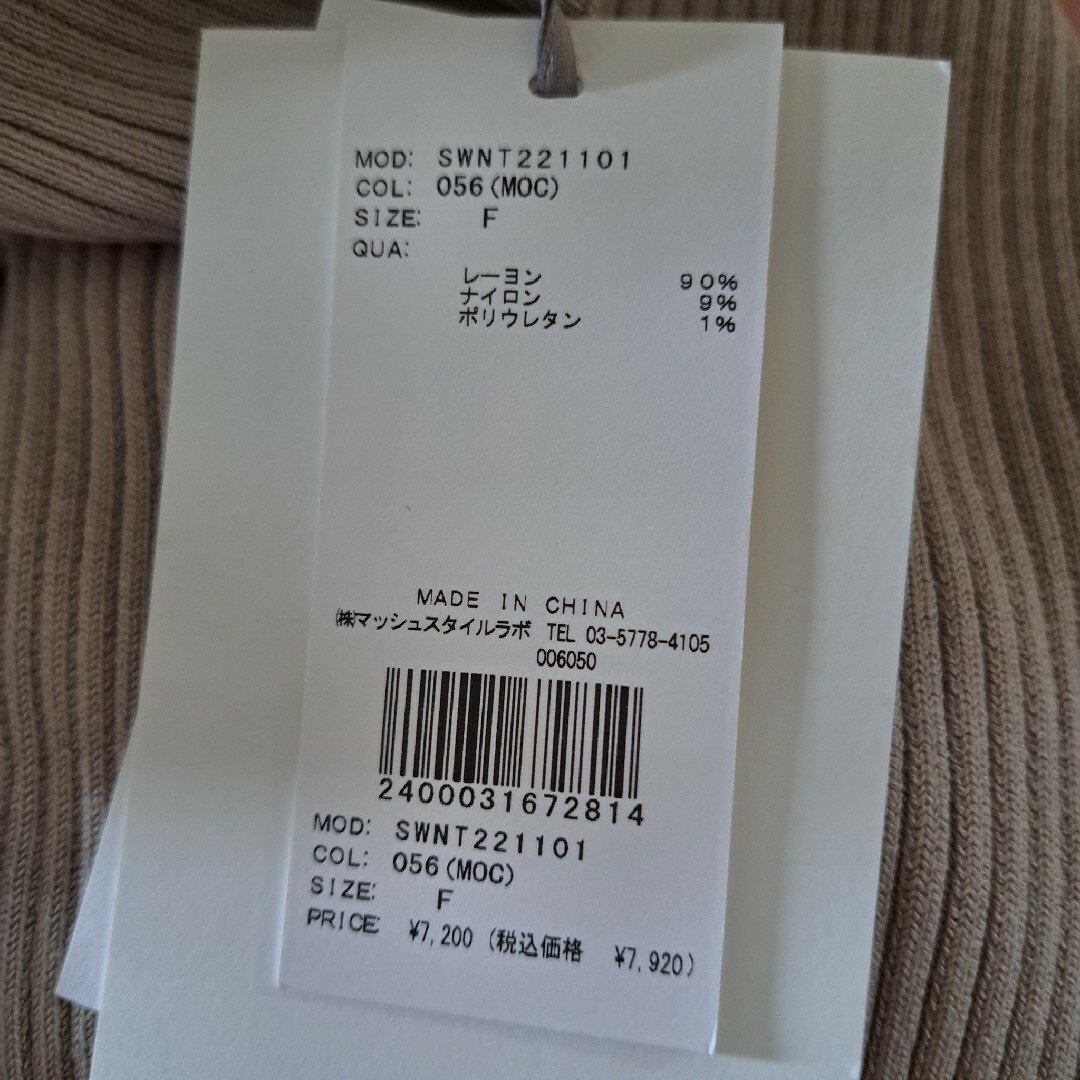 MOD: SWNT221101
COL: 056(MOC)
SIZE: F
QUA:
レーヨン 90%
ナイロン 9%
ポリウレタン 1%
MADE IN CHINA
㈱マッシュスタイルラボ TEL 03-5778-4105
006050
2400031672814
MOD: SWNT221101
COL: 056(MOC)
SIZE: F
PRICE: ¥7,200 (税込価格 ¥7,920)